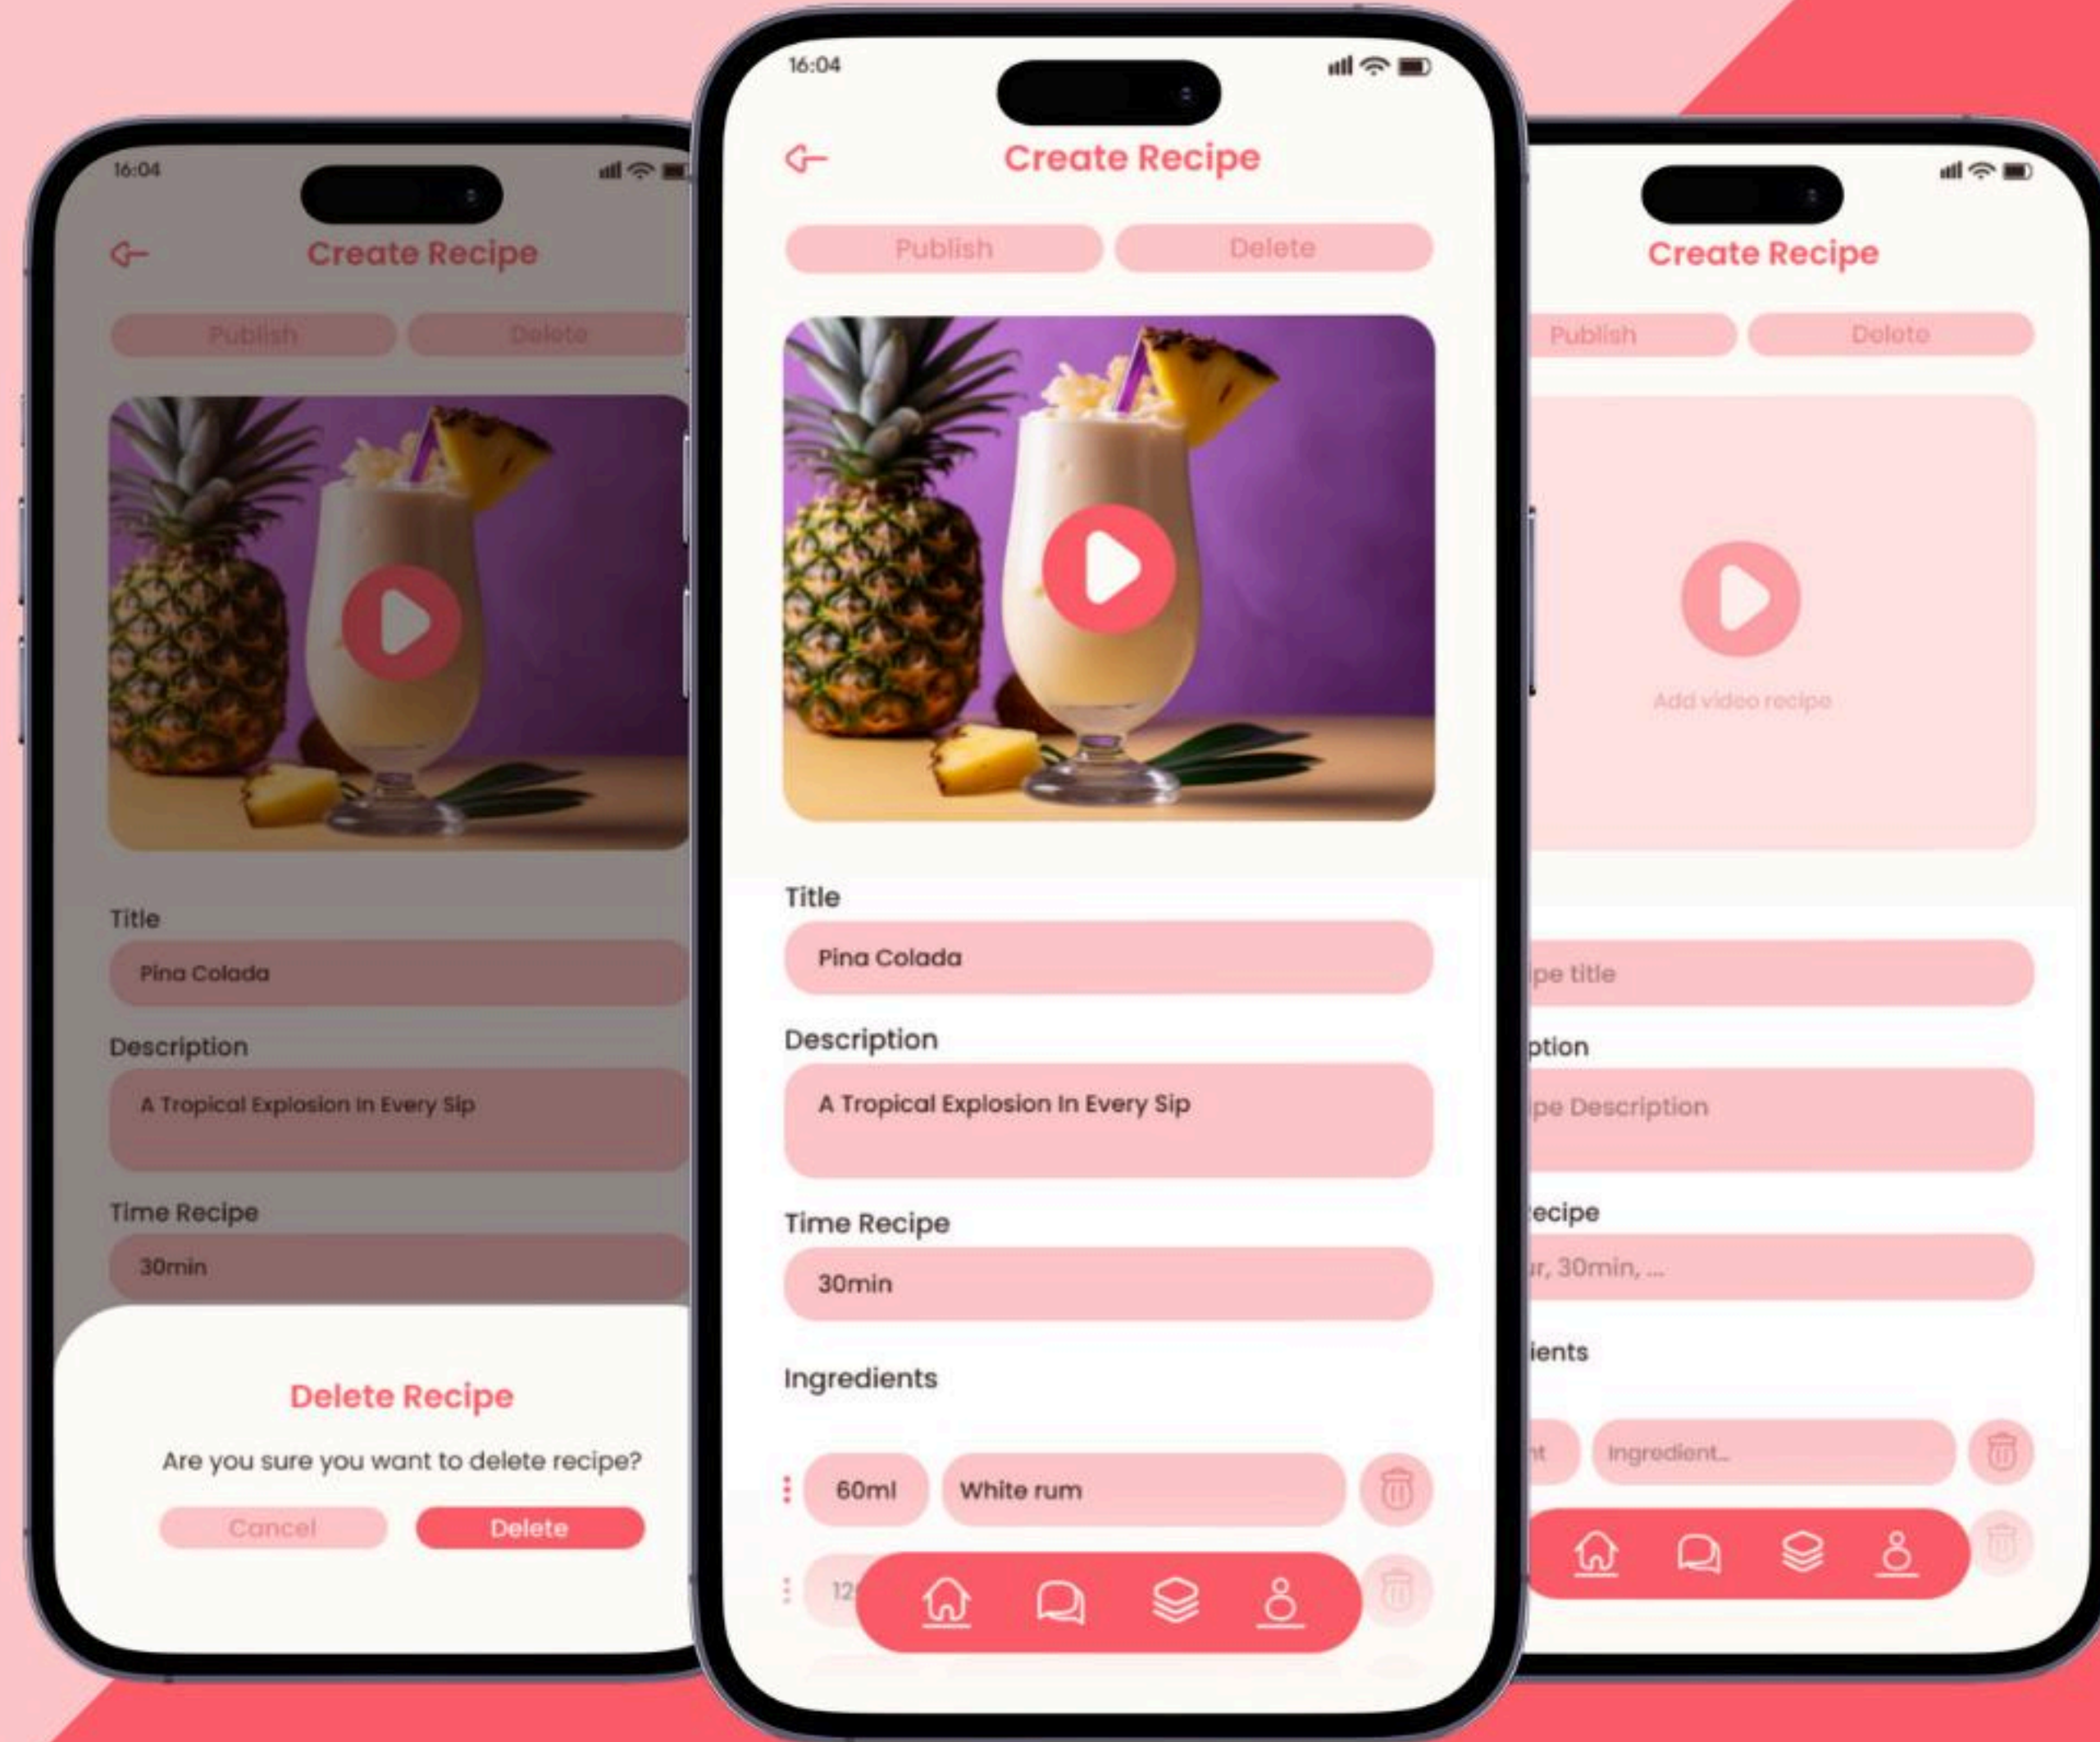 16:04
Create Recipe
Publish Delete
Title
Pina Colada
Description
A Tropical Explosion In Every Sip
Time Recipe
30min
Delete Recipe
Are you sure you want to delete recipe?
Cancel Delete
16:04
Create Recipe
Publish Delete
Title
Pina Colada
Description
A Tropical Explosion In Every Sip
Time Recipe
30min
Ingredients
60ml White rum
12
Create Recipe
Publish Delete
Add video recipe
pe title
ption
pe Description
ecipe
r, 30min, ...
ients
Ingredient...